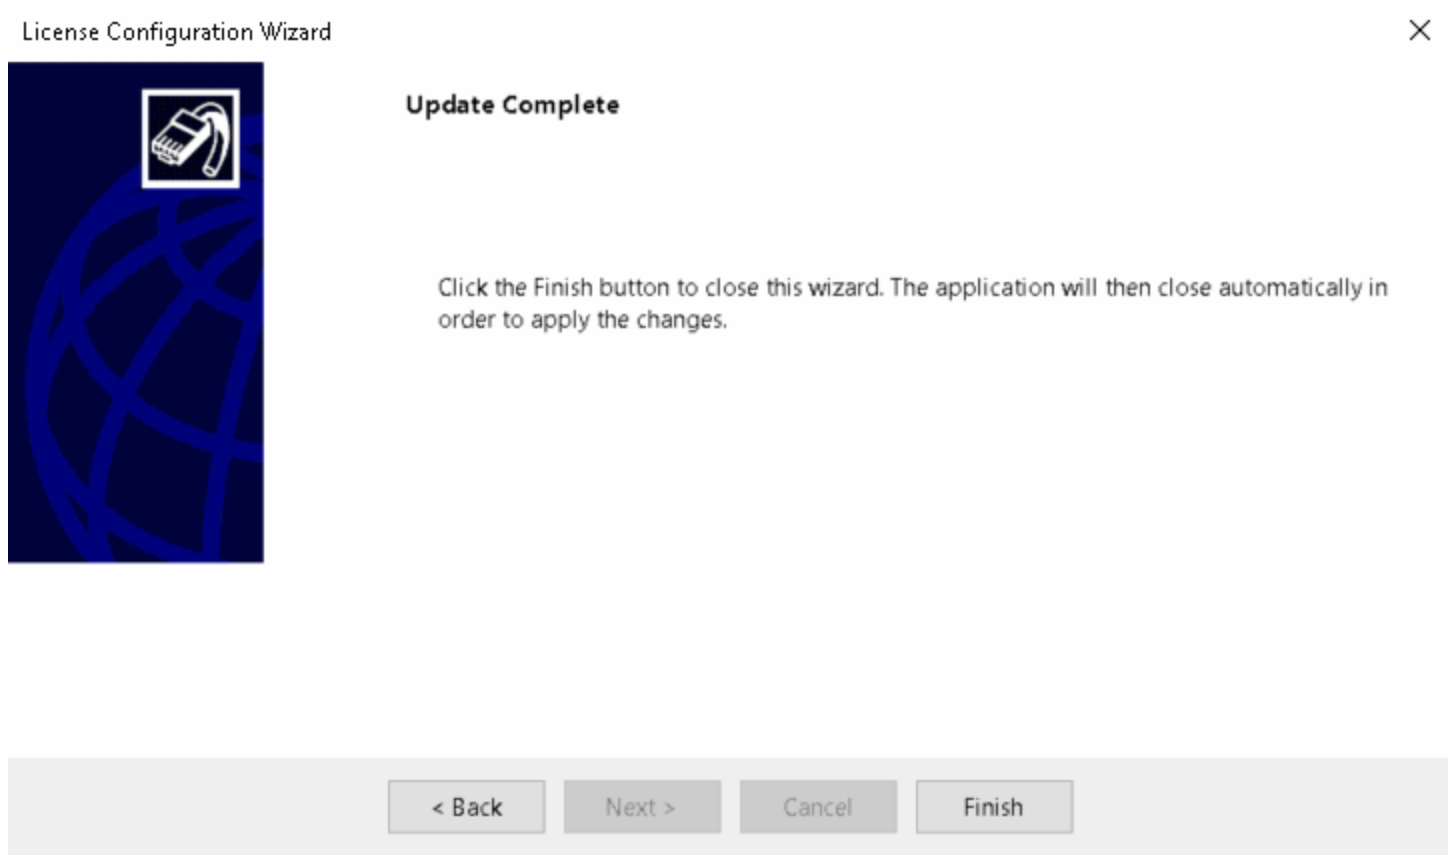 License Configuration Wizard
Update Complete
Click the Finish button to close this wizard. The application will then close automatically in
order to apply the changes.
< Back
Next >
Cancel
Finish